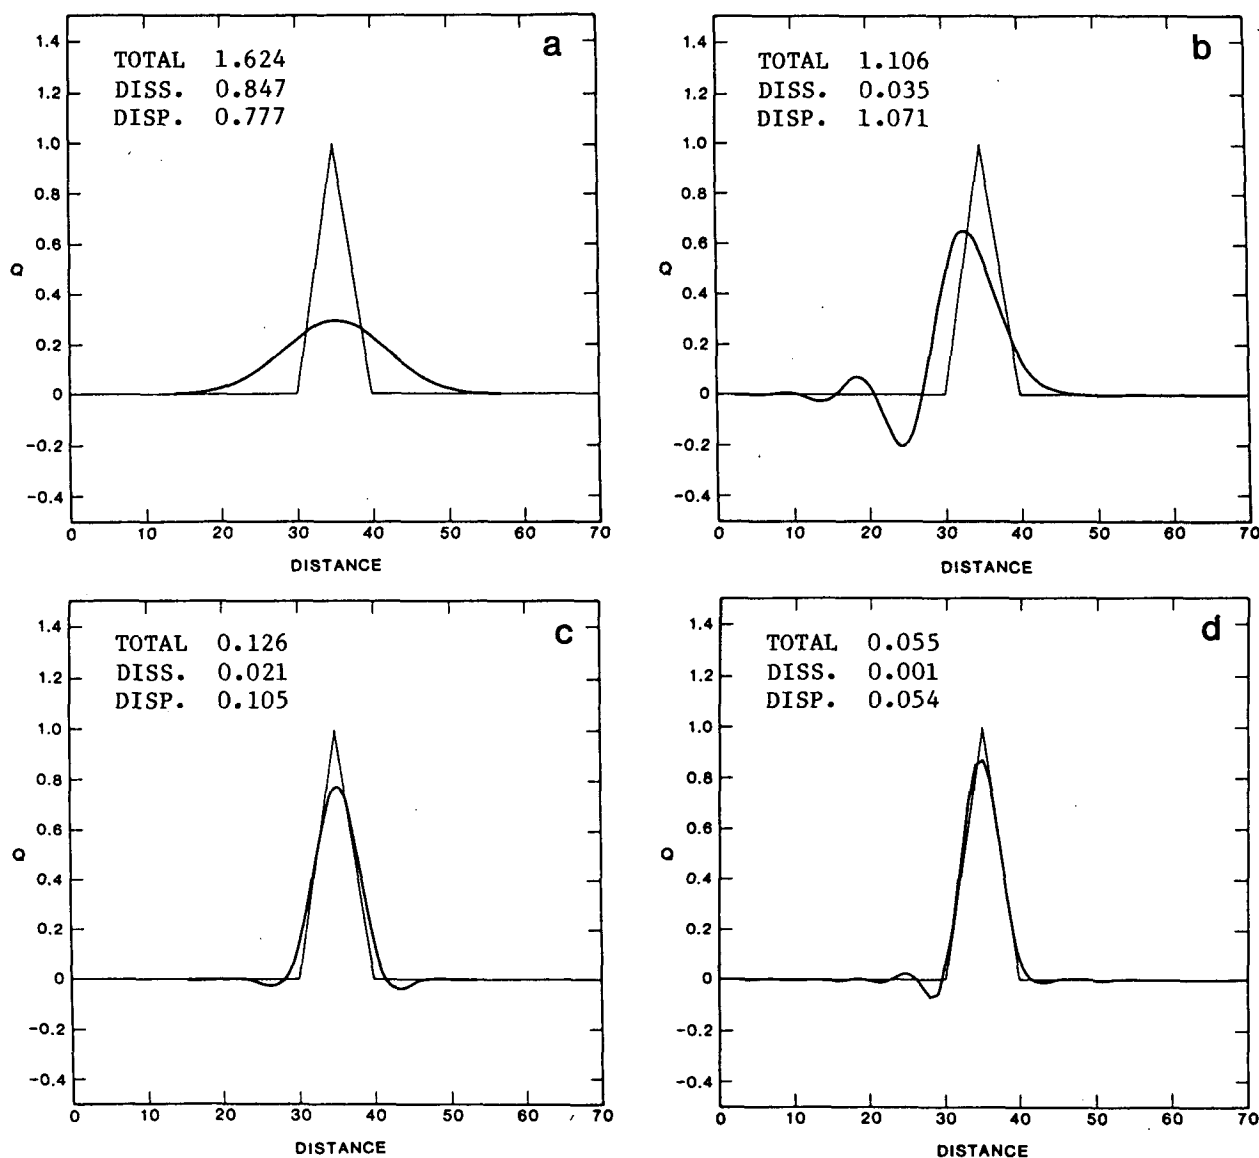 a
TOTAL 1.624
DISS. 0.847
DISP. 0.777
1.4
1.2
1.0
0.8
0.6
0.4
0.2
0
-0.2
-0.4
Q
0 10 20 30 40 50 60 70
DISTANCE
b
TOTAL 1.106
DISS. 0.035
DISP. 1.071
1.4
1.2
1.0
0.8
0.6
0.4
0.2
0
-0.2
-0.4
Q
0 10 20 30 40 50 60 70
DISTANCE
c
TOTAL 0.126
DISS. 0.021
DISP. 0.105
1.4
1.2
1.0
0.8
0.6
0.4
0.2
0
-0.2
-0.4
Q
0 10 20 30 40 50 60 70
DISTANCE
d
TOTAL 0.055
DISS. 0.001
DISP. 0.054
1.4
1.2
1.0
0.8
0.6
0.4
0.2
0
-0.2
-0.4
Q
0 10 20 30 40 50 60 70
DISTANCE